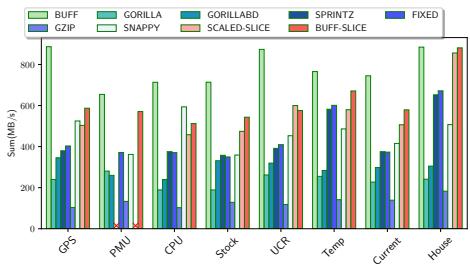 BUFF GORILLA GORILLABD SPRINTZ FIXED
GZIP SNAPPY SCALED-SLICE BUFF-SLICE
Sum(MB/s)
800
600
400
200
0
GPS PMU CPU Stock UCR Temp Current House